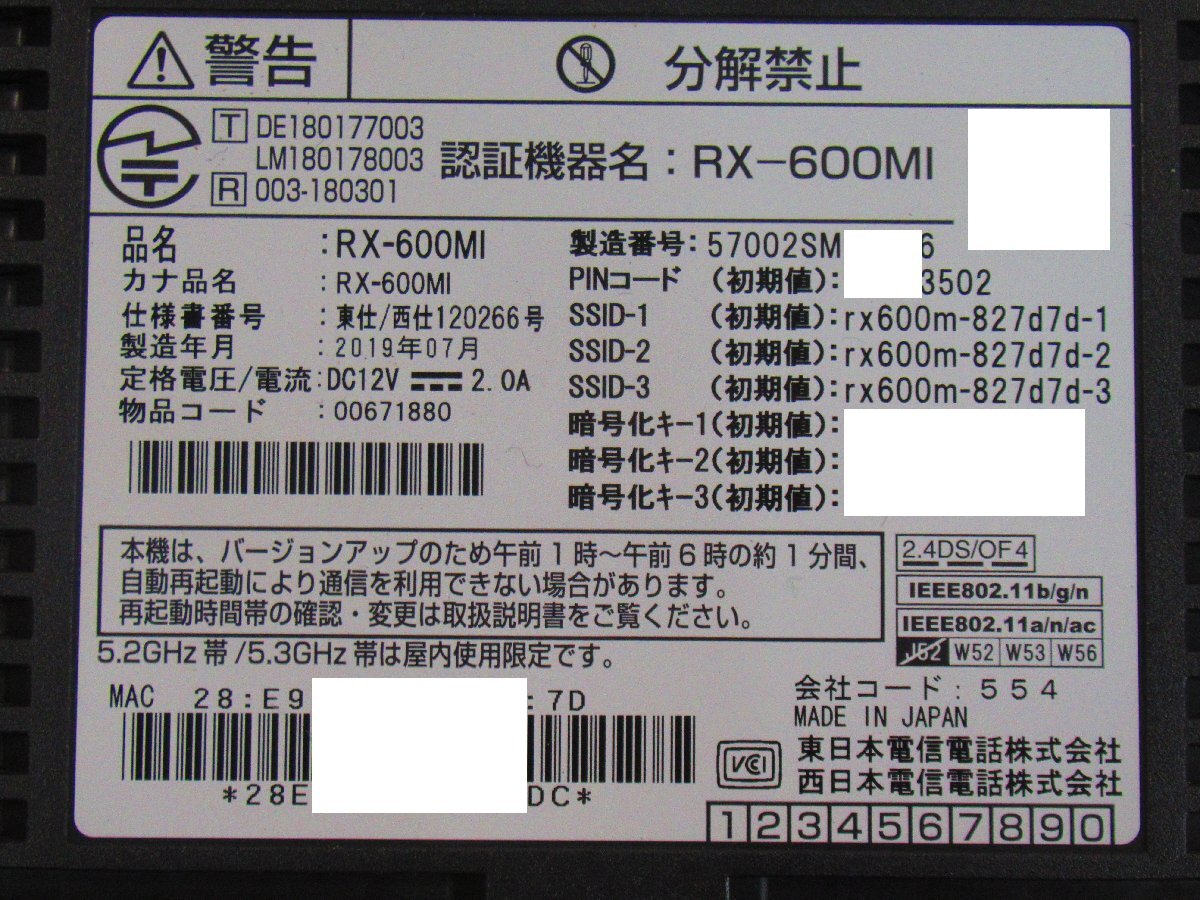 警告 分解禁止
T DE180177003
LM180178003
R 003-180301
認証機器名：RX-600MI
品名 :RX-600MI
カナ品名 :RX-600MI
仕様書番号 :東仕/西仕120266号
製造年月 :2019年07月
定格電圧/電流:DC12V 2.0A
物品コード :00671880
製造番号:57002SM 6
PINコード (初期値): 3502
SSID-1 (初期値):rx600m-827d7d-1
SSID-2 (初期値):rx600m-827d7d-2
SSID-3 (初期値):rx600m-827d7d-3
暗号化キー1(初期値):
暗号化キー2(初期値):
暗号化キー3(初期値):
本機は、バージョンアップのため午前1時～午前6時の約1分間、
自動再起動により通信を利用できない場合があります。
再起動時間帯の確認・変更は取扱説明書をご覧ください。
5.2GHz帯/5.3GHz帯は屋内使用限定です。
2.4DS/OF4
IEEE802.11b/g/n
IEEE802.11a/n/ac
J52 W52 W53 W56
MAC 28:E9 :7D
*28E DC*
会社コード:554
MADE IN JAPAN
VCCI
東日本電信電話株式会社
西日本電信電話株式会社
1 2 3 4 5 6 7 8 9 0